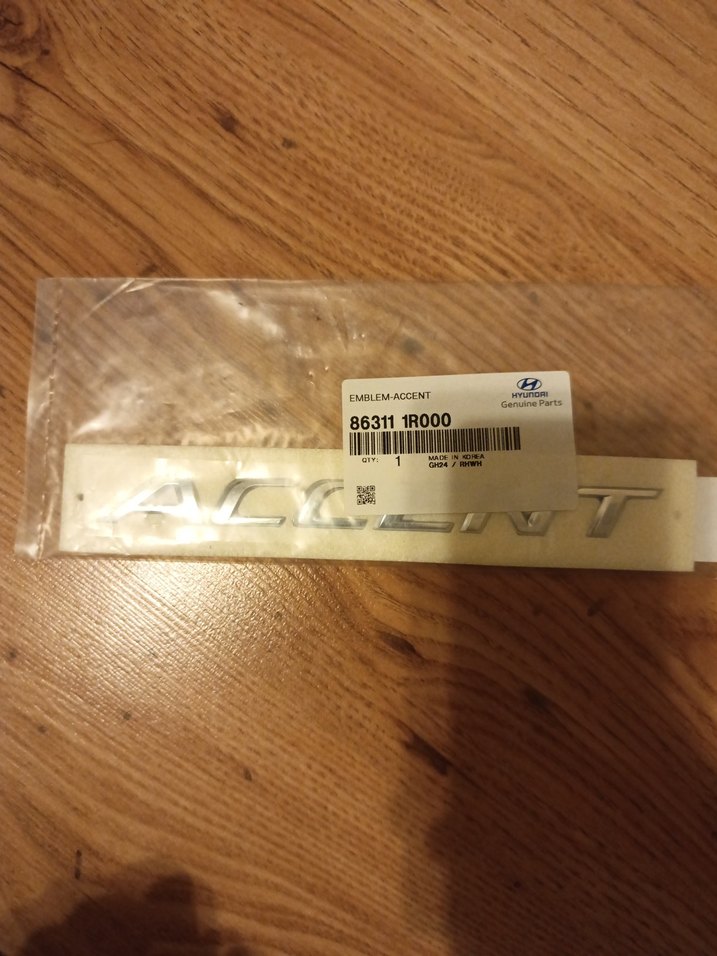 EMBLEM-ACCENT
HYUNDAI
Genuine Parts
86311 1R000
QTY: 1
MADE IN KOREA
GH24 / RHWH
ACCENT